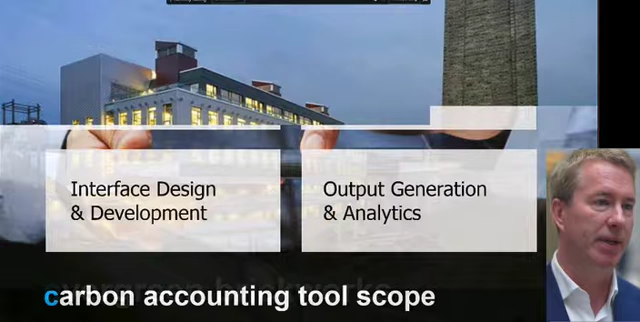 Interface Design
& Development
Output Generation
& Analytics
carbon accounting tool scope